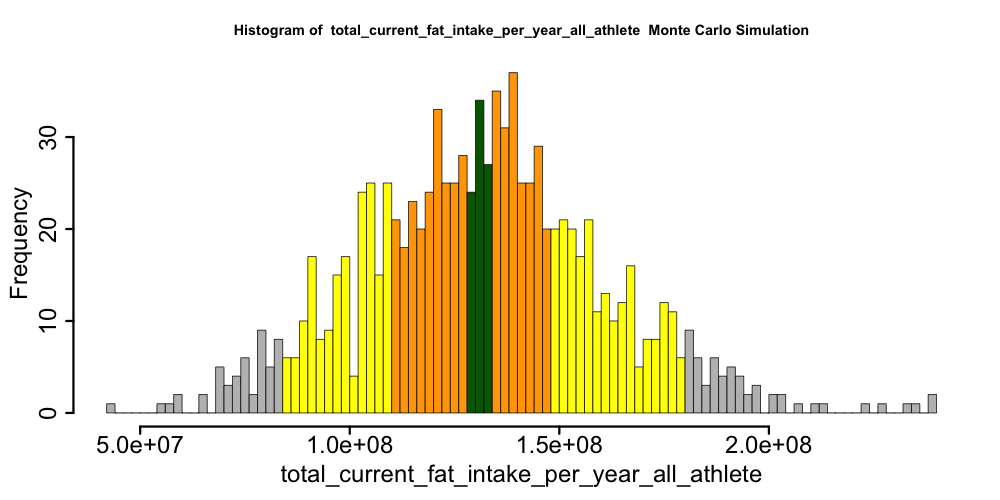 Histogram of total_current_fat_intake_per_year_all_athlete Monte Carlo Simulation
Frequency
30
20
10
0
5.0e+07 1.0e+08 1.5e+08 2.0e+08
total_current_fat_intake_per_year_all_athlete